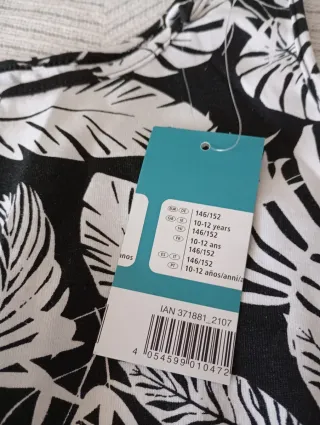 146/152
10-12 years
146/152
10-12 ans
146/152
146/152
10-12 años/anni/
IAN 371881_2107
4 054599 010472